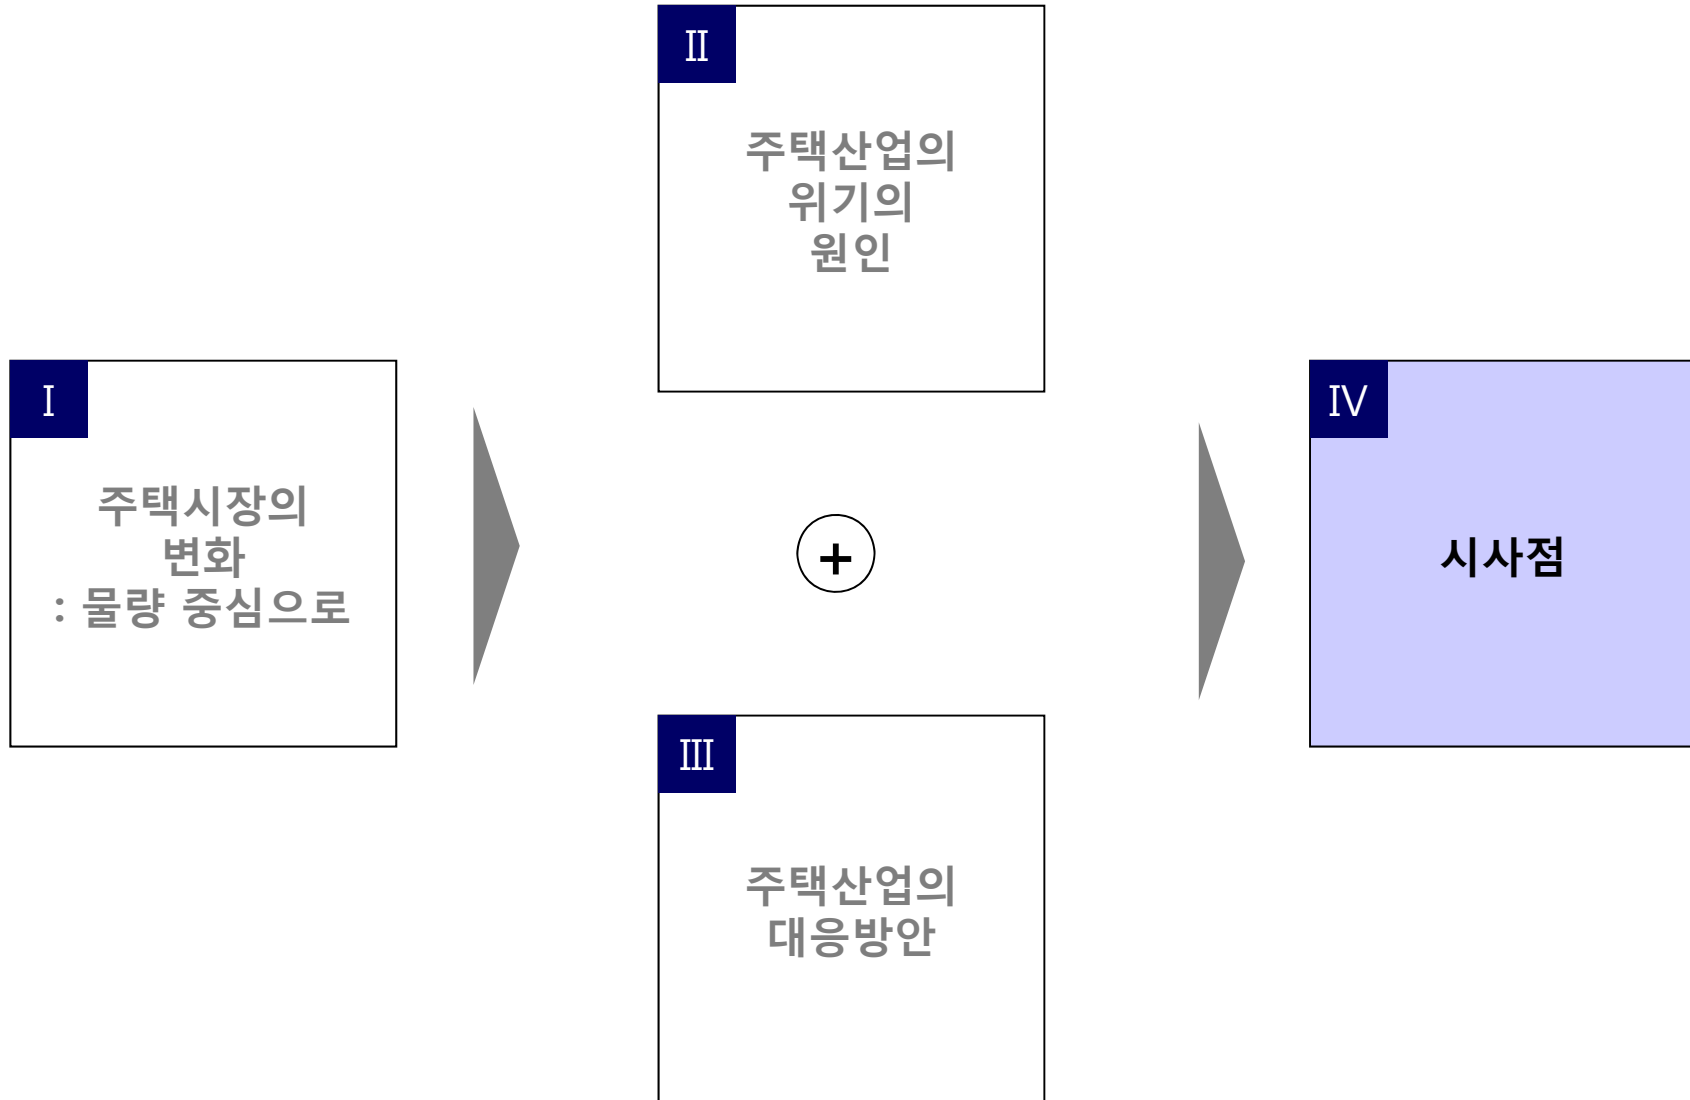 Ⅰ
주택시장의
변화
: 물량 중심으로
Ⅱ
주택산업의
위기의
원인
+
Ⅲ
주택산업의
대응방안
Ⅳ
시사점